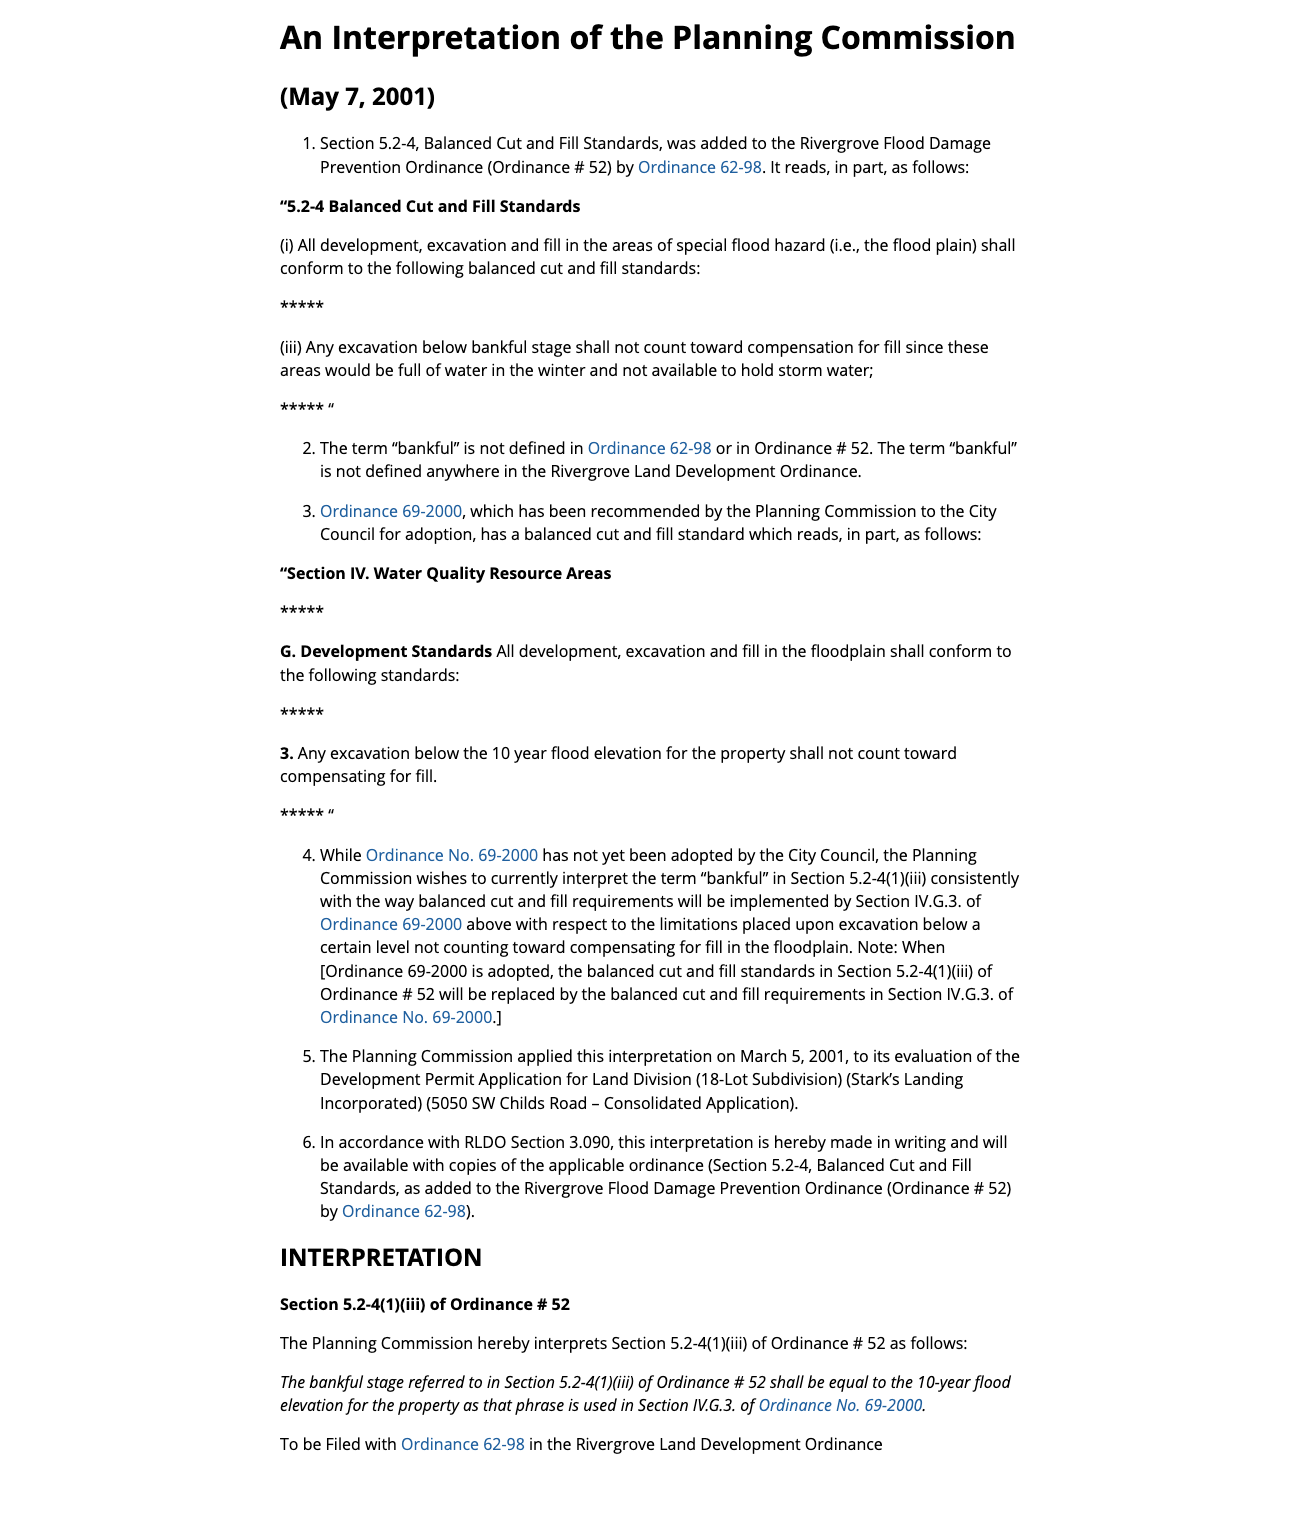 An Interpretation of the Planning Commission
(May 7, 2001)
1. Section 5.2-4, Balanced Cut and Fill Standards, was added to the Rivergrove Flood Damage
Prevention Ordinance (Ordinance # 52) by Ordinance 62-98. It reads, in part, as follows:
“5.2-4 Balanced Cut and Fill Standards
(i) All development, excavation and fill in the areas of special flood hazard (i.e., the flood plain) shall
conform to the following balanced cut and fill standards:
*****
(iii) Any excavation below bankful stage shall not count toward compensation for fill since these
areas would be full of water in the winter and not available to hold storm water;
***** “
2. The term “bankful” is not defined in Ordinance 62-98 or in Ordinance # 52. The term “bankful”
is not defined anywhere in the Rivergrove Land Development Ordinance.
3. Ordinance 69-2000, which has been recommended by the Planning Commission to the City
Council for adoption, has a balanced cut and fill standard which reads, in part, as follows:
“Section IV. Water Quality Resource Areas
*****
G. Development Standards All development, excavation and fill in the floodplain shall conform to
the following standards:
*****
3. Any excavation below the 10 year flood elevation for the property shall not count toward
compensating for fill.
***** “
4. While Ordinance No. 69-2000 has not yet been adopted by the City Council, the Planning
Commission wishes to currently interpret the term “bankful” in Section 5.2-4(1)(iii) consistently
with the way balanced cut and fill requirements will be implemented by Section IV.G.3. of
Ordinance 69-2000 above with respect to the limitations placed upon excavation below a
certain level not counting toward compensating for fill in the floodplain. Note: When
[Ordinance 69-2000 is adopted, the balanced cut and fill standards in Section 5.2-4(1)(iii) of
Ordinance # 52 will be replaced by the balanced cut and fill requirements in Section IV.G.3. of
Ordinance No. 69-2000.]
5. The Planning Commission applied this interpretation on March 5, 2001, to its evaluation of the
Development Permit Application for Land Division (18-Lot Subdivision) (Stark’s Landing
Incorporated) (5050 SW Childs Road – Consolidated Application).
6. In accordance with RLDO Section 3.090, this interpretation is hereby made in writing and will
be available with copies of the applicable ordinance (Section 5.2-4, Balanced Cut and Fill
Standards, as added to the Rivergrove Flood Damage Prevention Ordinance (Ordinance # 52)
by Ordinance 62-98).
INTERPRETATION
Section 5.2-4(1)(iii) of Ordinance # 52
The Planning Commission hereby interprets Section 5.2-4(1)(iii) of Ordinance # 52 as follows:
The bankful stage referred to in Section 5.2-4(1)(iii) of Ordinance # 52 shall be equal to the 10-year flood
elevation for the property as that phrase is used in Section IV.G.3. of Ordinance No. 69-2000.
To be Filed with Ordinance 62-98 in the Rivergrove Land Development Ordinance